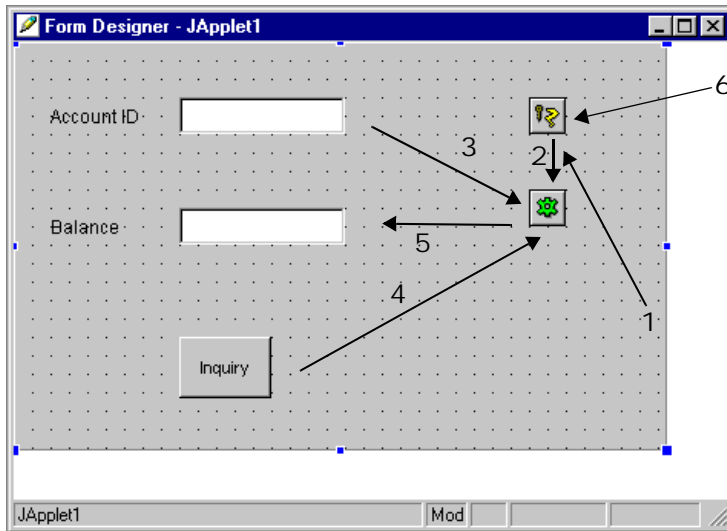 Form Designer - JApplet1
6
Account ID
3
2
Balance
5
4
1
Inquiry
JApplet1
Mod